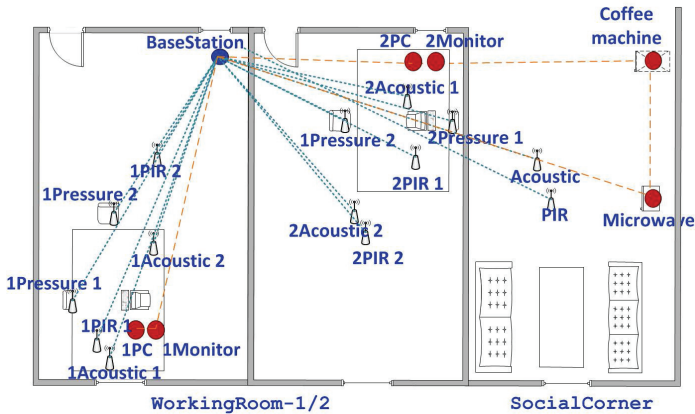 Coffee
machine
BaseStation
2PC
2Monitor
2Acoustic 1
1Pressure 2
2Pressure 1
1PIR 2
2PIR 1
Acoustic
1Pressure 2
PIR
Microwave
2Acoustic 2
2PIR 2
1Acoustic 2
1Pressure 1
1PIR 1
1PC
1Monitor
1Acoustic 1
WorkingRoom-1/2
SocialCorner